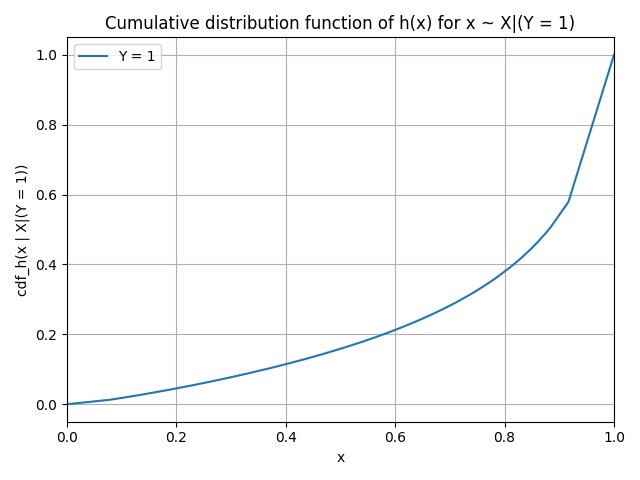 Cumulative distribution function of h(x) for x ~ X|(Y = 1)
Y = 1
cdf_h(x | X|(Y = 1))
1.0
0.8
0.6
0.4
0.2
0.0
0.0 0.2 0.4 0.6 0.8 1.0
x